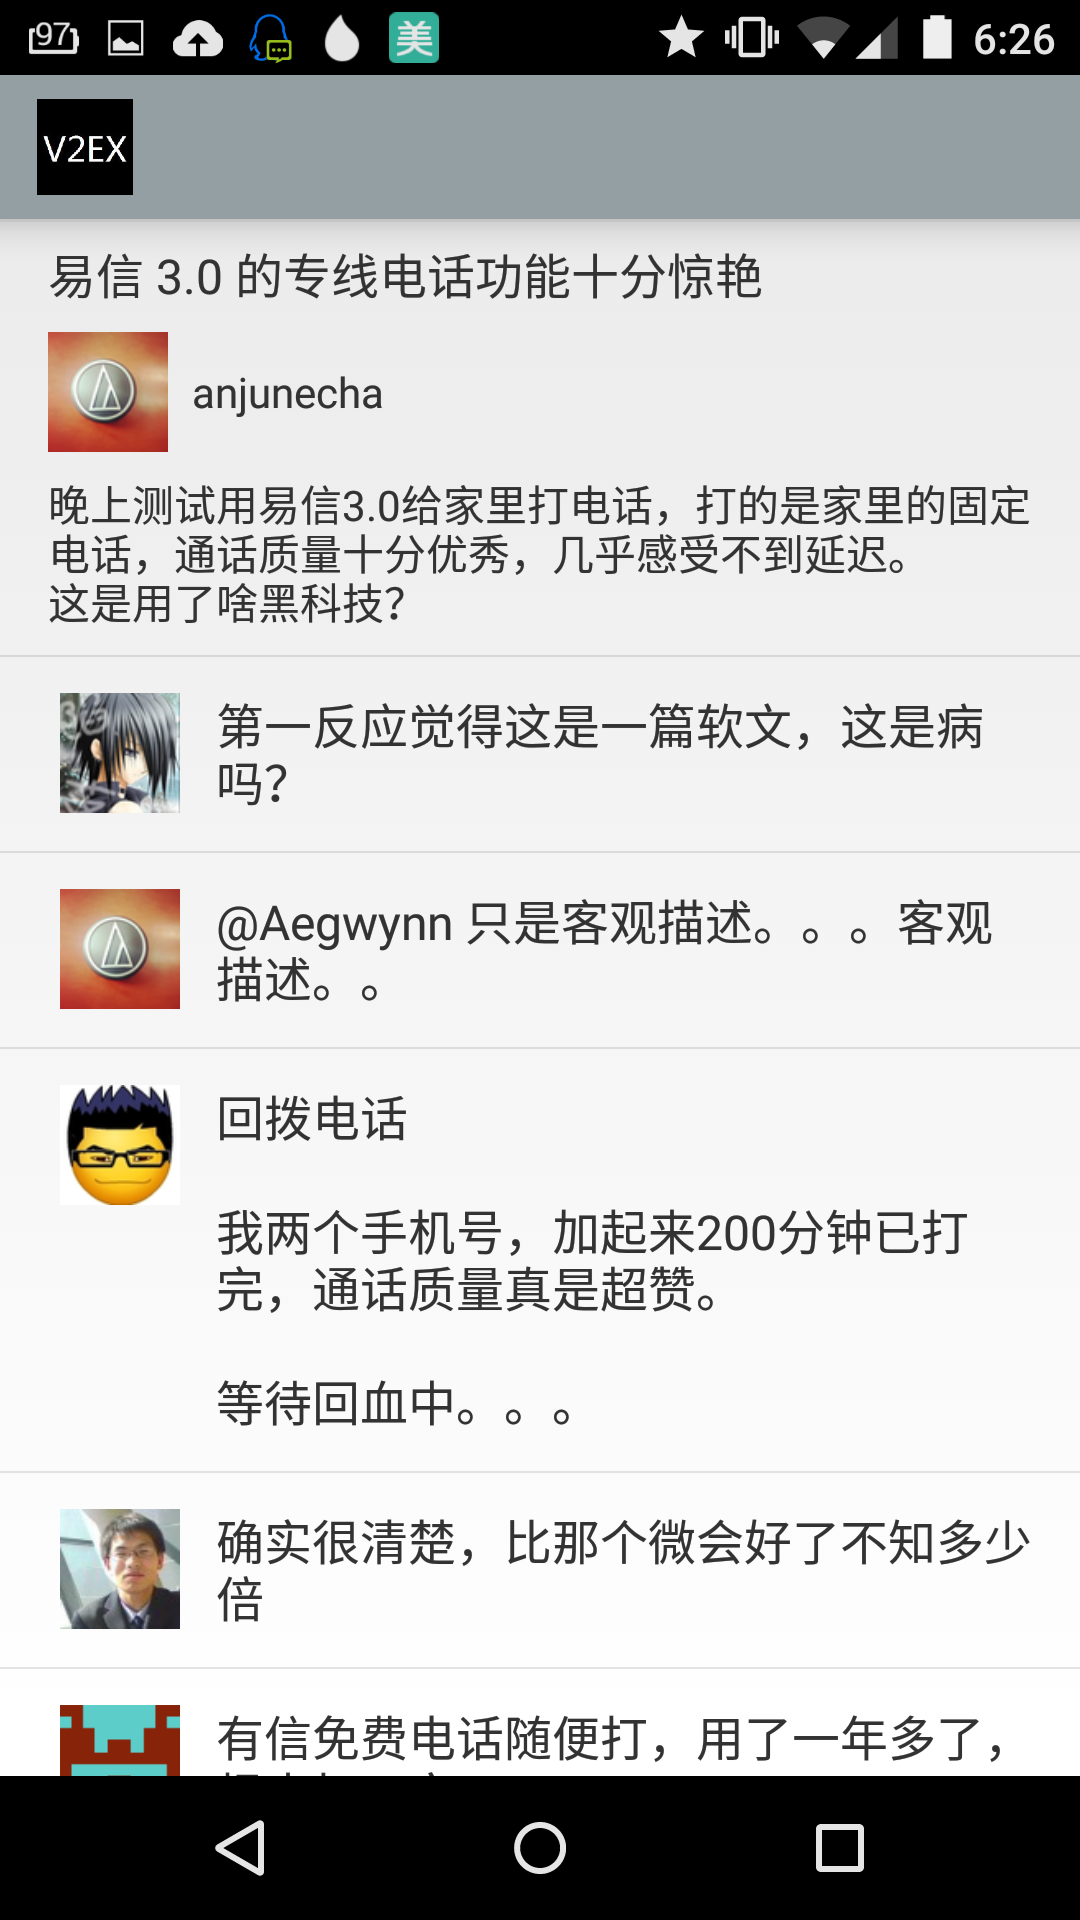 97
美
6:26
V2EX
易信 3.0 的专线电话功能十分惊艳
anjunecha
晚上测试用易信3.0给家里打电话，打的是家里的固定
电话，通话质量十分优秀，几乎感受不到延迟。
这是用了啥黑科技？
第一反应觉得这是一篇软文，这是病
吗？
@Aegwynn 只是客观描述。。。客观
描述。。
回拨电话
我两个手机号，加起来200分钟已打
完，通话质量真是超赞。
等待回血中。。。
确实很清楚，比那个微会好了不知多少
倍
有信免费电话随便打，用了一年多了，